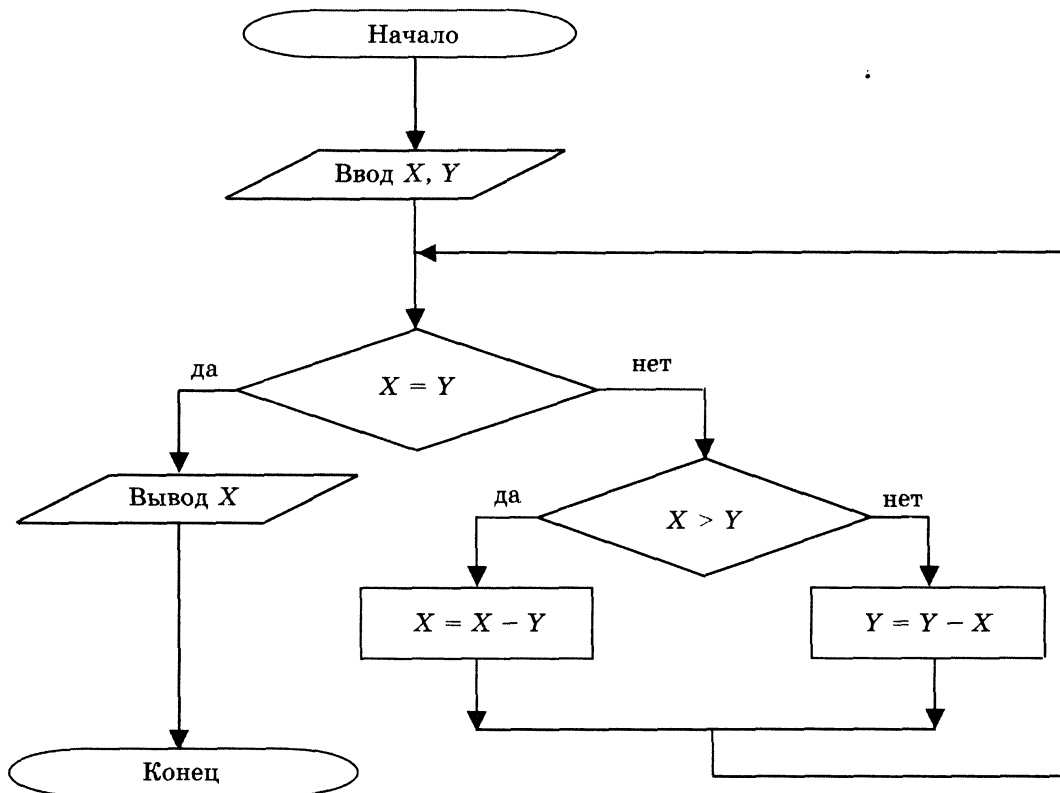 Начало
Ввод X, Y
X = Y
да
нет
Вывод X
X > Y
да
нет
X = X − Y
Y = Y − X
Конец